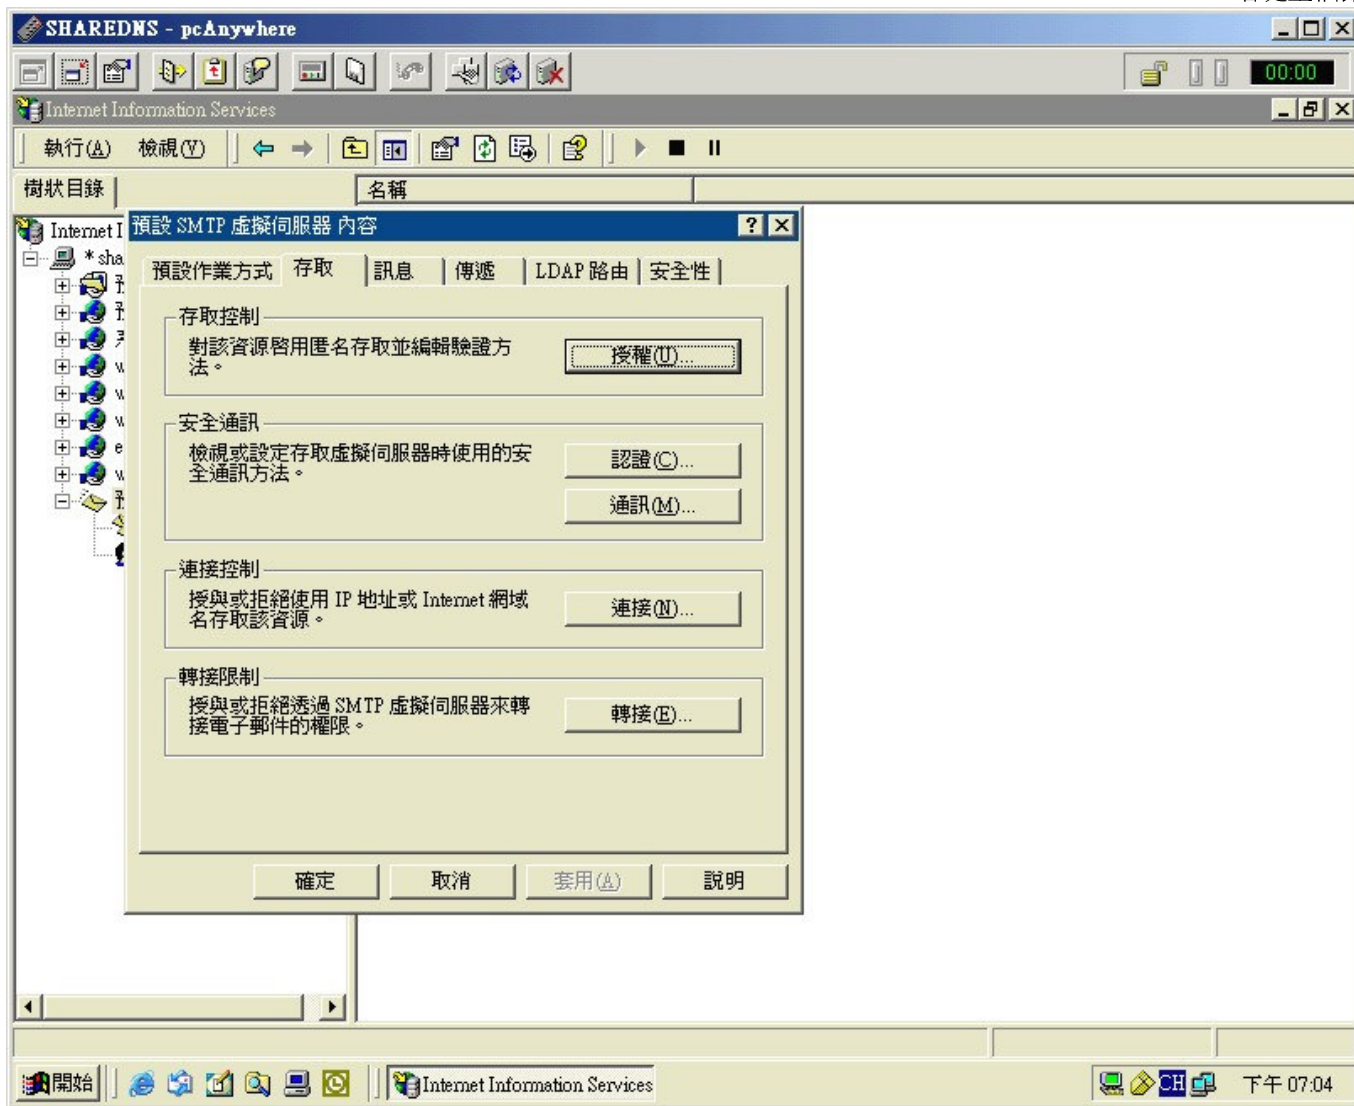 SHAREDNS - pcAnywhere
00:00
Internet Information Services
執行(A) 檢視(V)
樹狀目錄 名稱
Internet I
* sha
預設 SMTP 虛擬伺服器 內容
預設作業方式 存取 訊息 傳遞 LDAP 路由 安全性
存取控制
對該資源啓用匿名存取並編輯驗證方
法。
授權(U)...
安全通訊
檢視或設定存取虛擬伺服器時使用的安
全通訊方法。
認證(C)...
通訊(M)...
連接控制
授與或拒絕使用 IP 地址或 Internet 網域
名存取該資源。
連接(N)...
轉接限制
授與或拒絕透過 SMTP 虛擬伺服器來轉
接電子郵件的權限。
轉接(E)...
確定 取消 套用(A) 說明
開始 Internet Information Services CH 下午 07:04